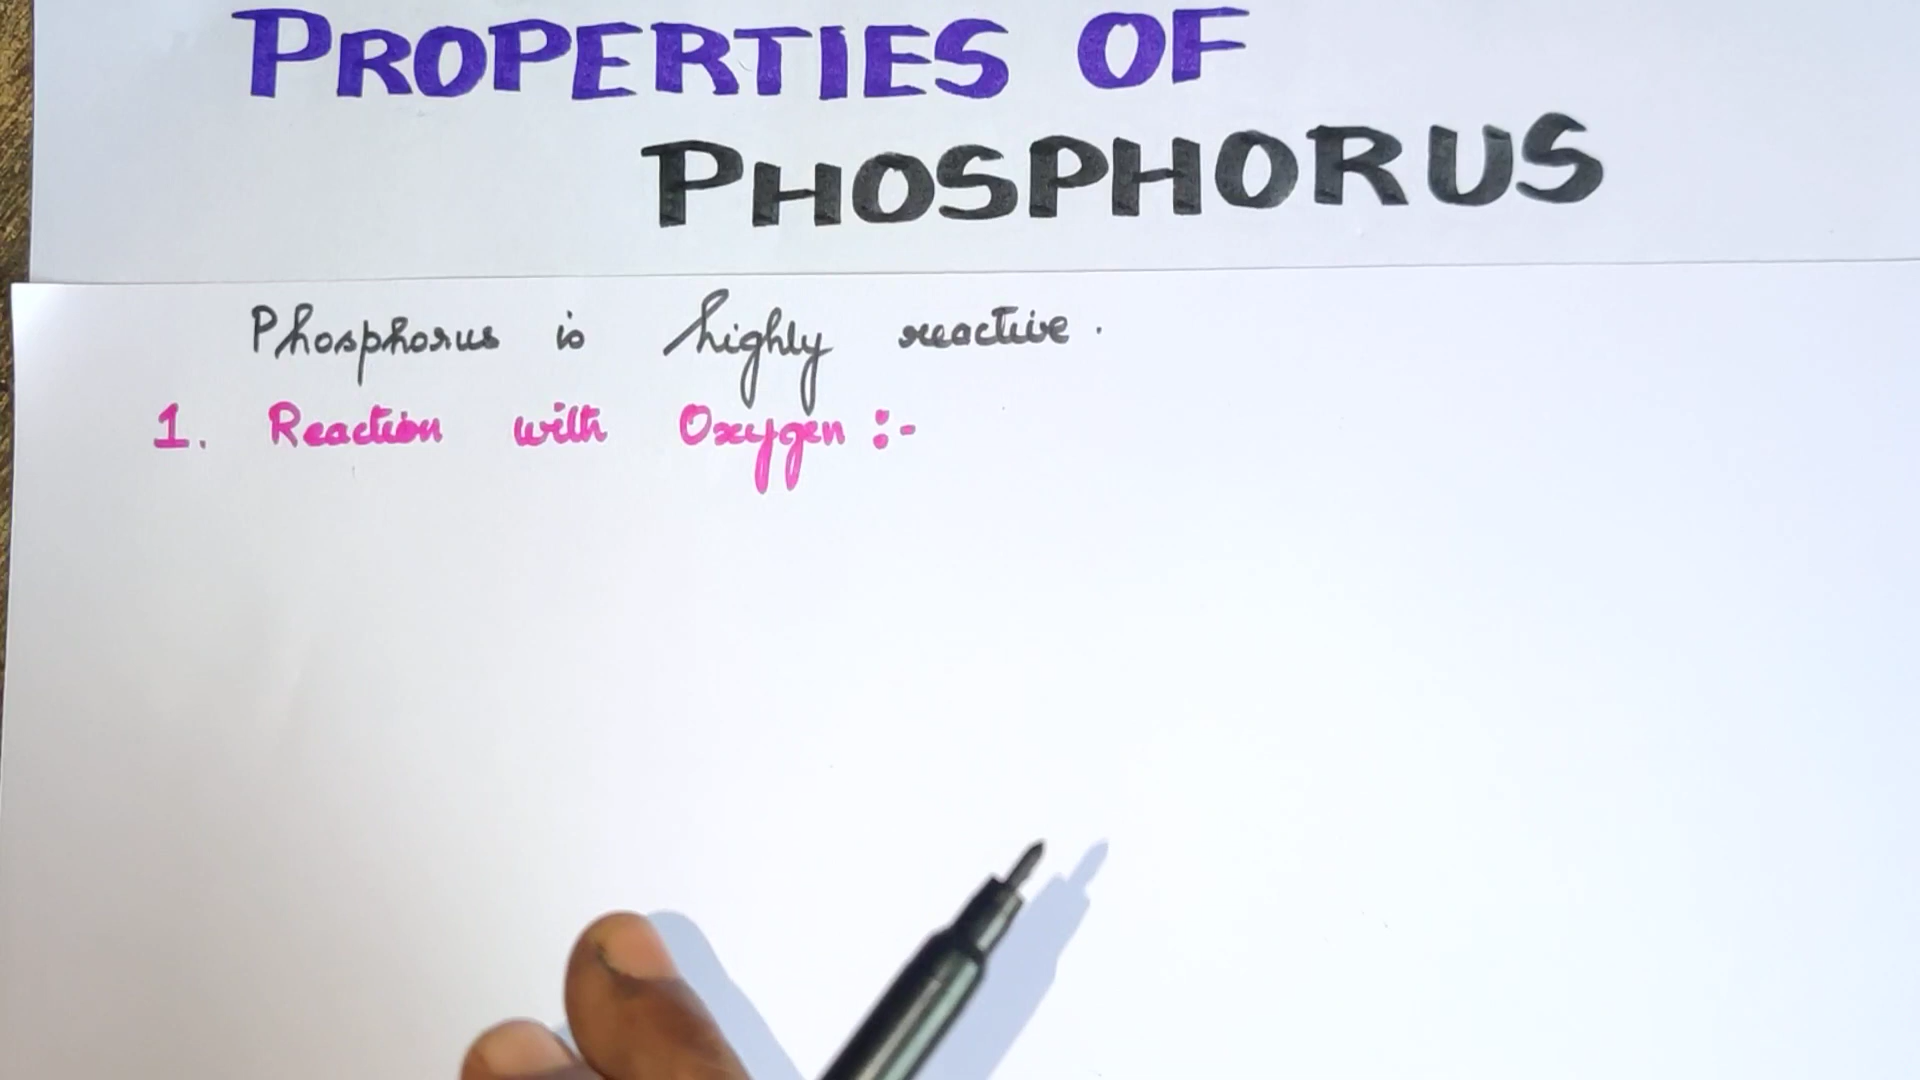 PROPERTIES OF
PHOSPHORUS
Phosphorus is highly reactive.
1. Reaction with Oxygen :-